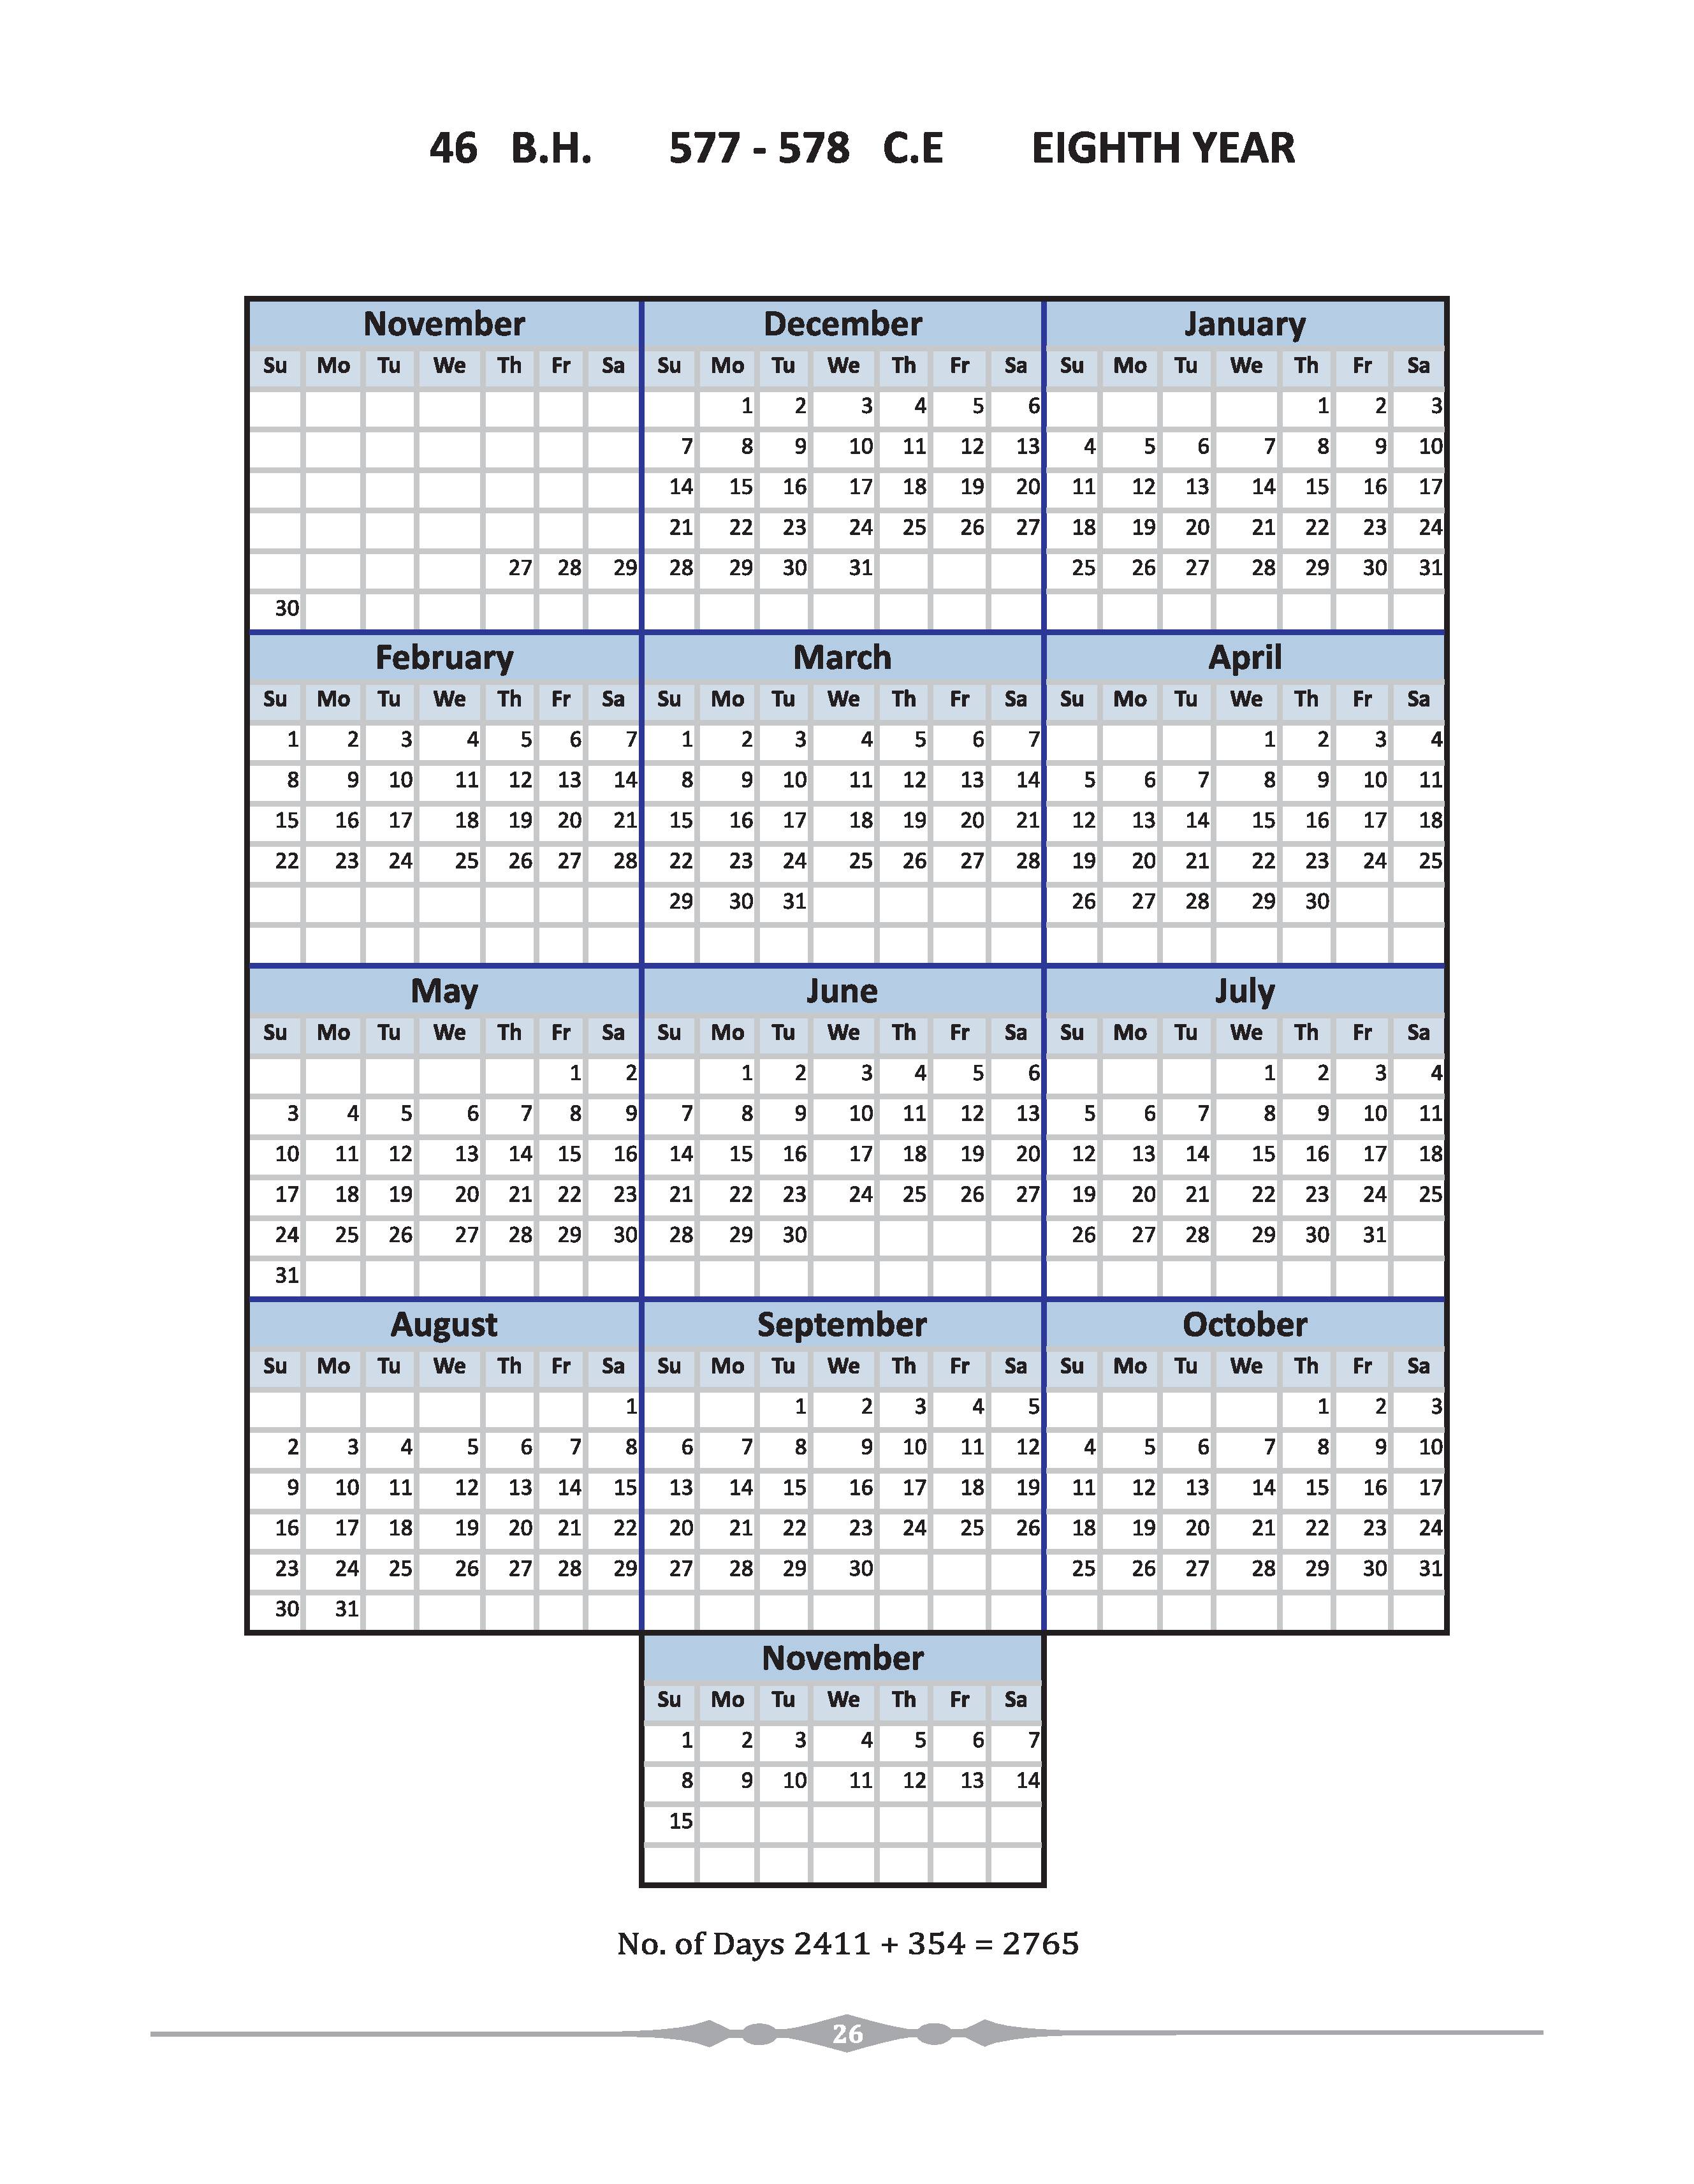 46 B.H. 577 - 578 C.E EIGHTH YEAR
November December January
Su Mo Tu We Th Fr Sa Su Mo Tu We Th Fr Sa Su Mo Tu We Th Fr Sa
1 2 3 4 5 6 1 2 3
7 8 9 10 11 12 13 4 5 6 7 8 9 10
14 15 16 17 18 19 20 11 12 13 14 15 16 17
21 22 23 24 25 26 27 18 19 20 21 22 23 24
27 28 29 28 29 30 31 25 26 27 28 29 30 31
30
February March April
Su Mo Tu We Th Fr Sa Su Mo Tu We Th Fr Sa Su Mo Tu We Th Fr Sa
1 2 3 4 5 6 7 1 2 3 4 5 6 7 1 2 3 4
8 9 10 11 12 13 14 8 9 10 11 12 13 14 5 6 7 8 9 10 11
15 16 17 18 19 20 21 15 16 17 18 19 20 21 12 13 14 15 16 17 18
22 23 24 25 26 27 28 22 23 24 25 26 27 28 19 20 21 22 23 24 25
29 30 31 26 27 28 29 30
May June July
Su Mo Tu We Th Fr Sa Su Mo Tu We Th Fr Sa Su Mo Tu We Th Fr Sa
1 2 1 2 3 4 5 6 1 2 3 4
3 4 5 6 7 8 9 7 8 9 10 11 12 13 5 6 7 8 9 10 11
10 11 12 13 14 15 16 14 15 16 17 18 19 20 12 13 14 15 16 17 18
17 18 19 20 21 22 23 21 22 23 24 25 26 27 19 20 21 22 23 24 25
24 25 26 27 28 29 30 28 29 30 26 27 28 29 30 31
31
August September October
Su Mo Tu We Th Fr Sa Su Mo Tu We Th Fr Sa Su Mo Tu We Th Fr Sa
1 1 2 3 4 5 1 2 3
2 3 4 5 6 7 8 6 7 8 9 10 11 12 4 5 6 7 8 9 10
9 10 11 12 13 14 15 13 14 15 16 17 18 19 11 12 13 14 15 16 17
16 17 18 19 20 21 22 20 21 22 23 24 25 26 18 19 20 21 22 23 24
23 24 25 26 27 28 29 27 28 29 30 25 26 27 28 29 30 31
30 31
November
Su Mo Tu We Th Fr Sa
1 2 3 4 5 6 7
8 9 10 11 12 13 14
15
No. of Days 2411 + 354 = 2765
26